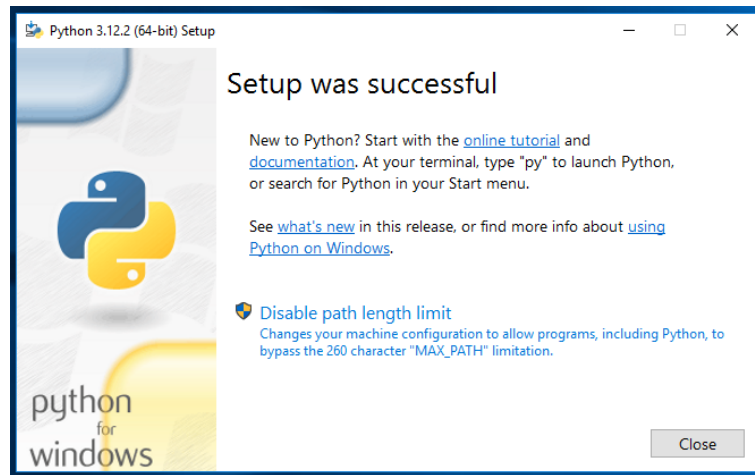 Python 3.12.2 (64-bit) Setup
Setup was successful
New to Python? Start with the online tutorial and
documentation. At your terminal, type "py" to launch Python,
or search for Python in your Start menu.
See what's new in this release, or find more info about using
Python on Windows.
Disable path length limit
Changes your machine configuration to allow programs, including Python, to
bypass the 260 character "MAX_PATH" limitation.
python
for
windows
Close